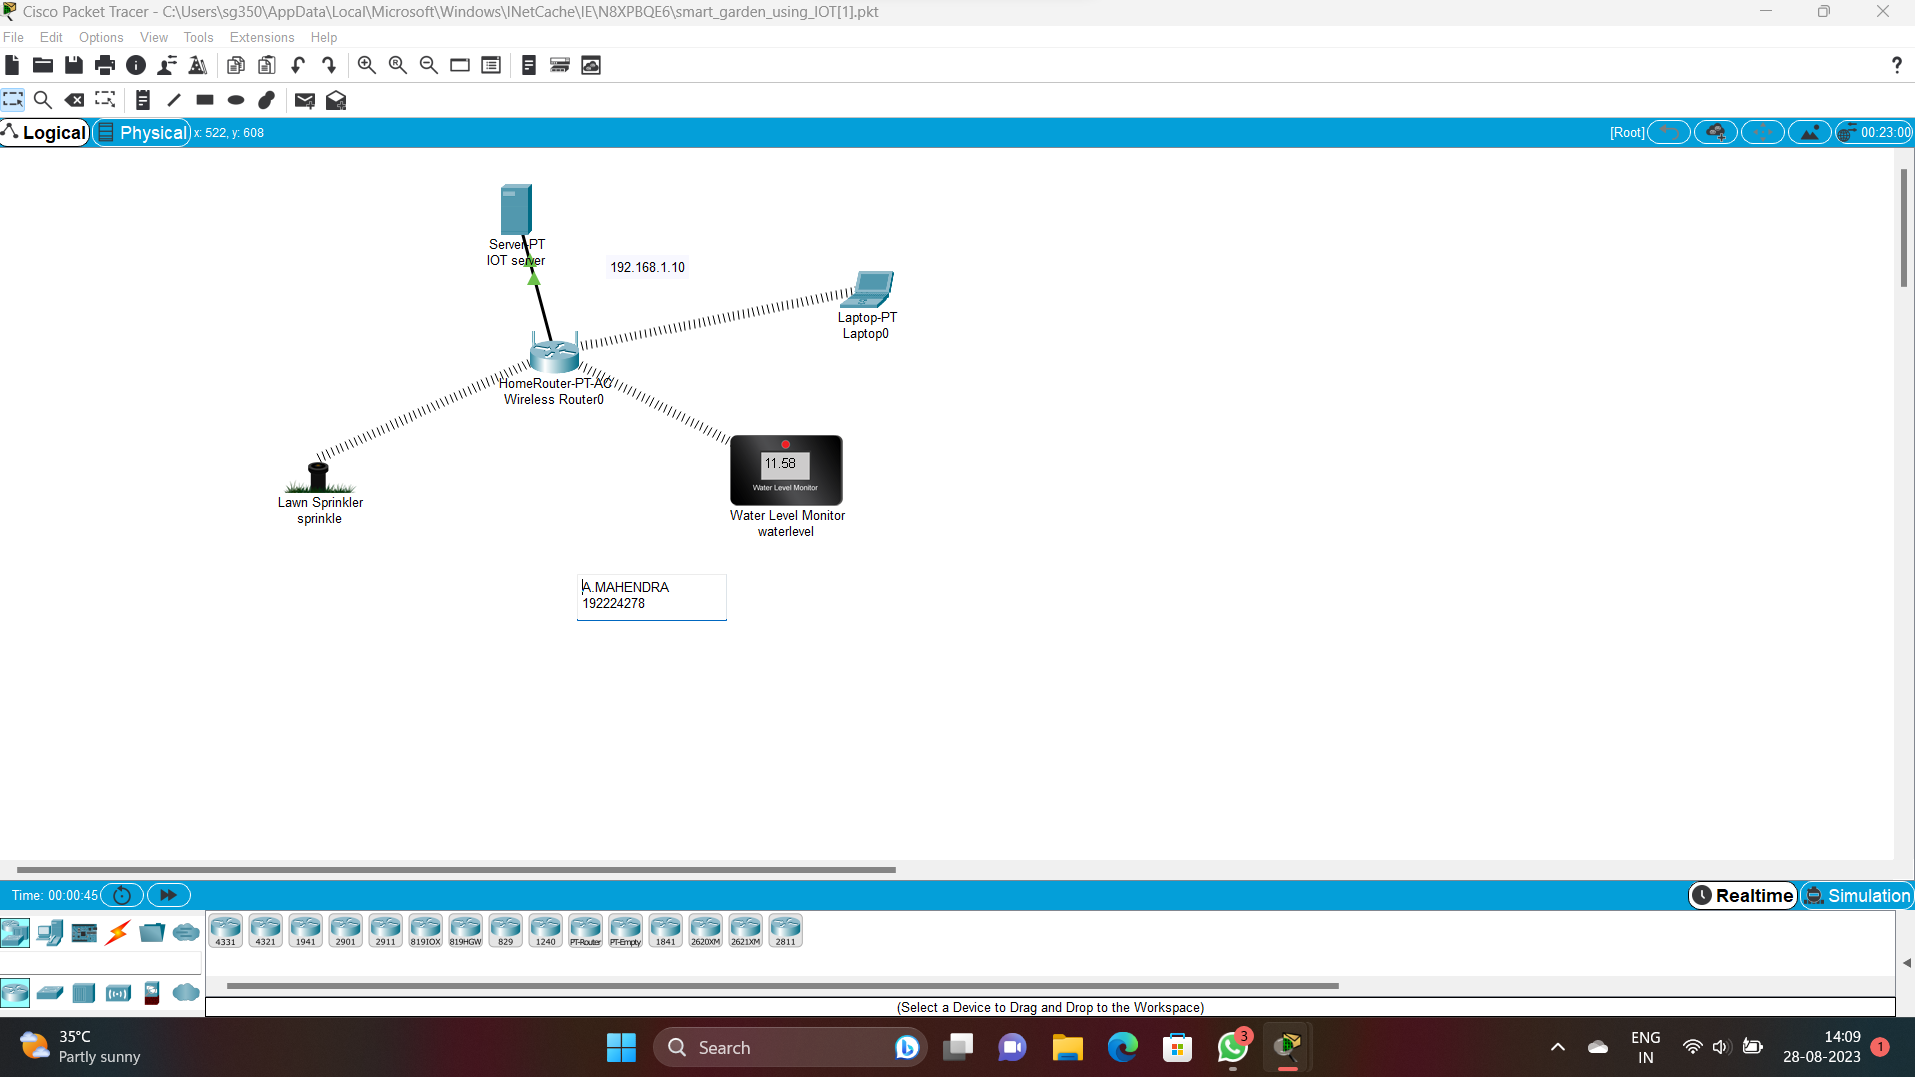 Cisco Packet Tracer - C:\Users\sg350\AppData\Local\Microsoft\Windows\INetCache\IE\N8XPBQE6\smart_garden_using_IOT[1].pkt
File Edit Options View Tools Extensions Help
?
Logical Physical x: 522, y: 608 [Root] 00:23:00
Server-PT
IOT server
192.168.1.10
Laptop-PT
Laptop0
HomeRouter-PT-AC
Wireless Router0
11.58
Water Level Monitor
Lawn Sprinkler
sprinkle
Water Level Monitor
waterlevel
A.MAHENDRA
192224278
Time: 00:00:45 Realtime Simulation
4331 4321 1941 2901 2911 819IOX 819HGW 829 1240 PT-Router PT-Empty 1841 2620XM 2621XM 2811
(Select a Device to Drag and Drop to the Workspace)
35°C
Partly sunny
Search
3
ENG
IN
14:09
28-08-2023
1